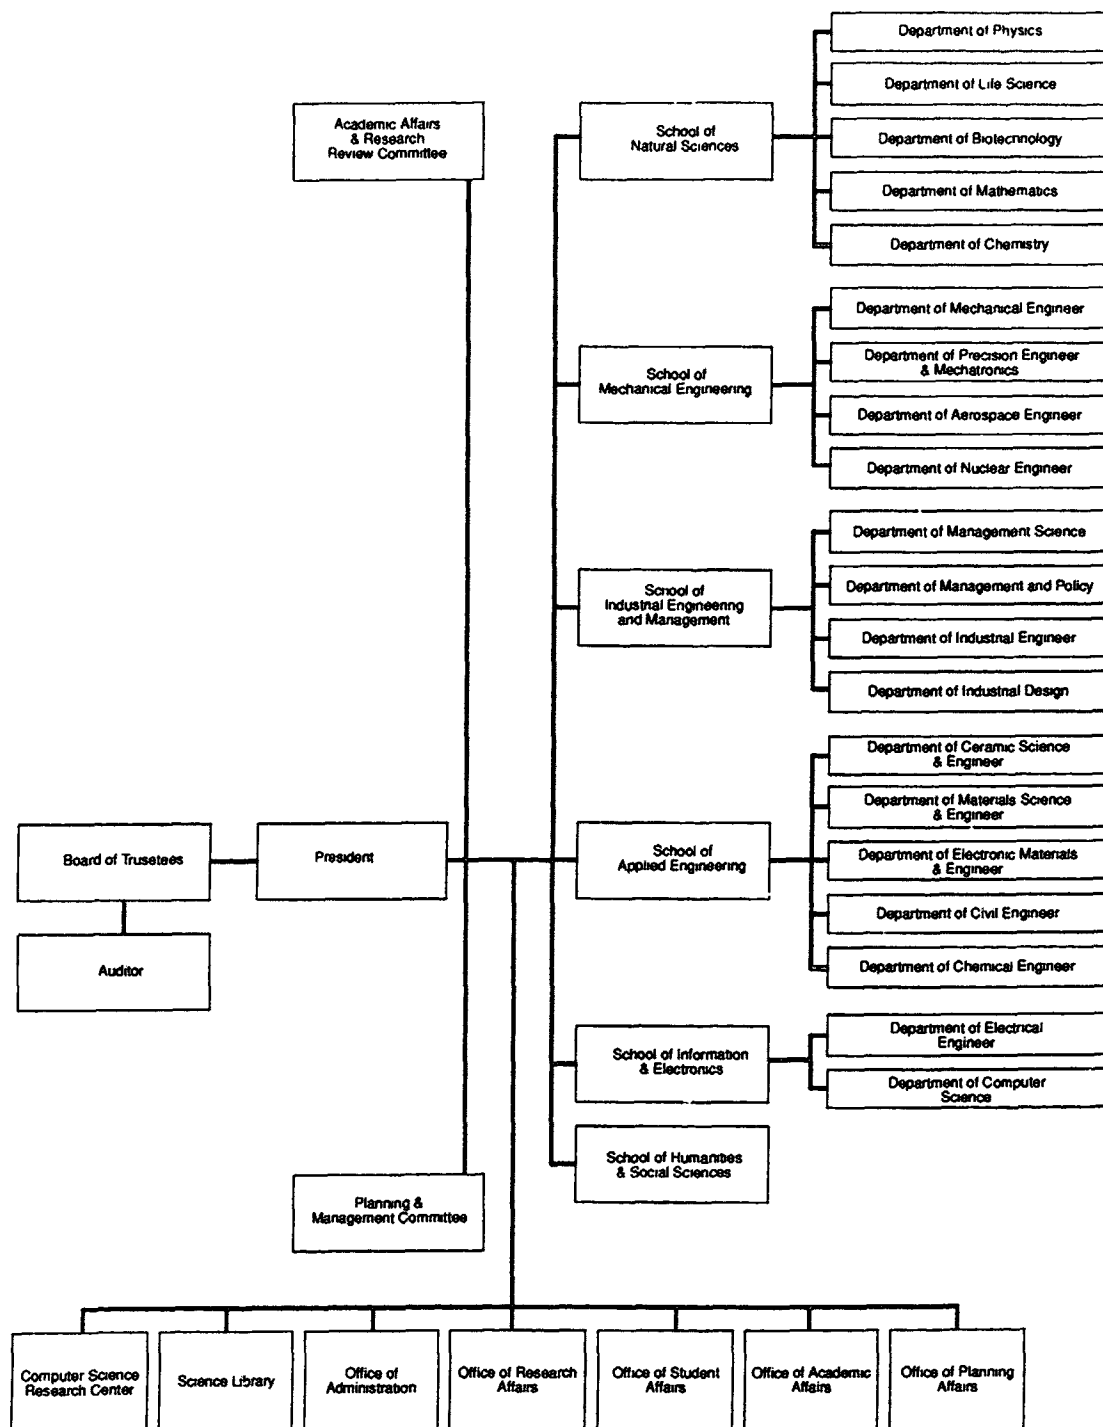 Department of Physics
Department of Life Science
Department of Biotechnology
Department of Mathematics
Department of Chemistry
Academic Affairs
& Research
Review Committee
School of
Natural Sciences
Department of Mechanical Engineer
Department of Precision Engineer
& Mechatronics
Department of Aerospace Engineer
Department of Nuclear Engineer
School of
Mechanical Engineering
Department of Management Science
Department of Management and Policy
Department of Industrial Engineer
Department of Industrial Design
School of
Industrial Engineering
and Management
Department of Ceramic Science
& Engineer
Department of Materials Science
& Engineer
Department of Electronic Materials
& Engineer
Department of Civil Engineer
Department of Chemical Engineer
Board of Trusetees
President
School of
Applied Engineering
Auditor
School of Information
& Electronics
Department of Electrical
Engineer
Department of Computer
Science
School of Humanities
& Social Sciences
Planning &
Management Committee
Computer Science
Research Center
Science Library
Office of
Administration
Office of Research
Affairs
Office of Student
Affairs
Office of Academic
Affairs
Office of Planning
Affairs